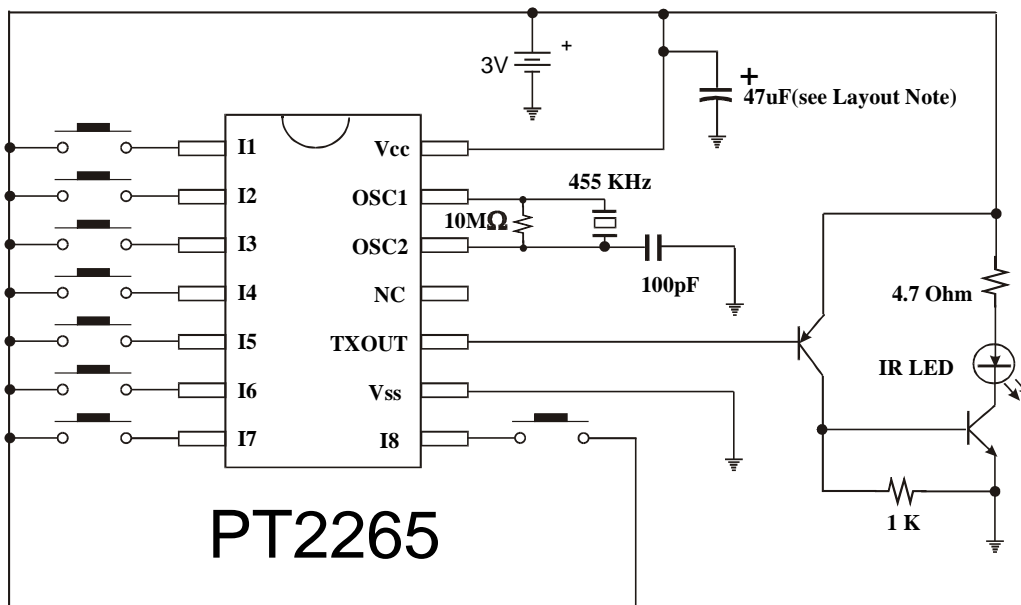 3V
+
+
47uF(see Layout Note)
I1
Vcc
I2
OSC1
455 KHz
10MΩ
I3
OSC2
100pF
I4
NC
4.7 Ohm
I5
TXOUT
IR LED
I6
Vss
I7
I8
1 K
PT2265